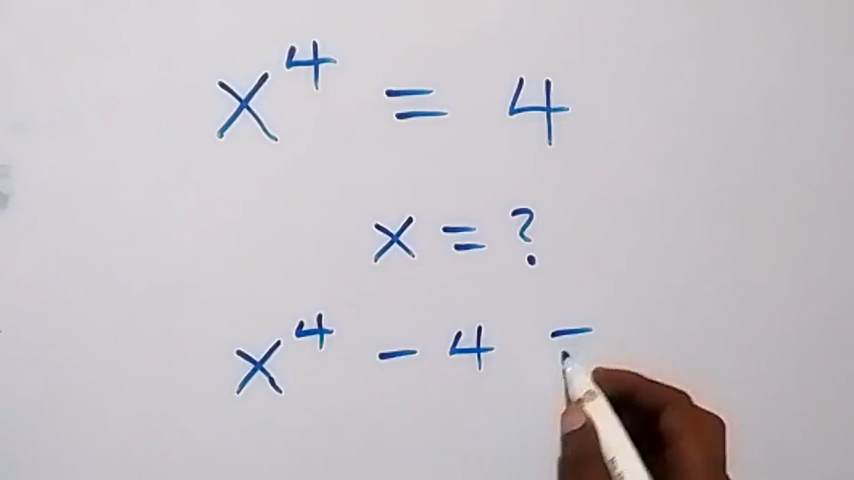 x⁴ = 4
x = ?
x⁴ - 4 -